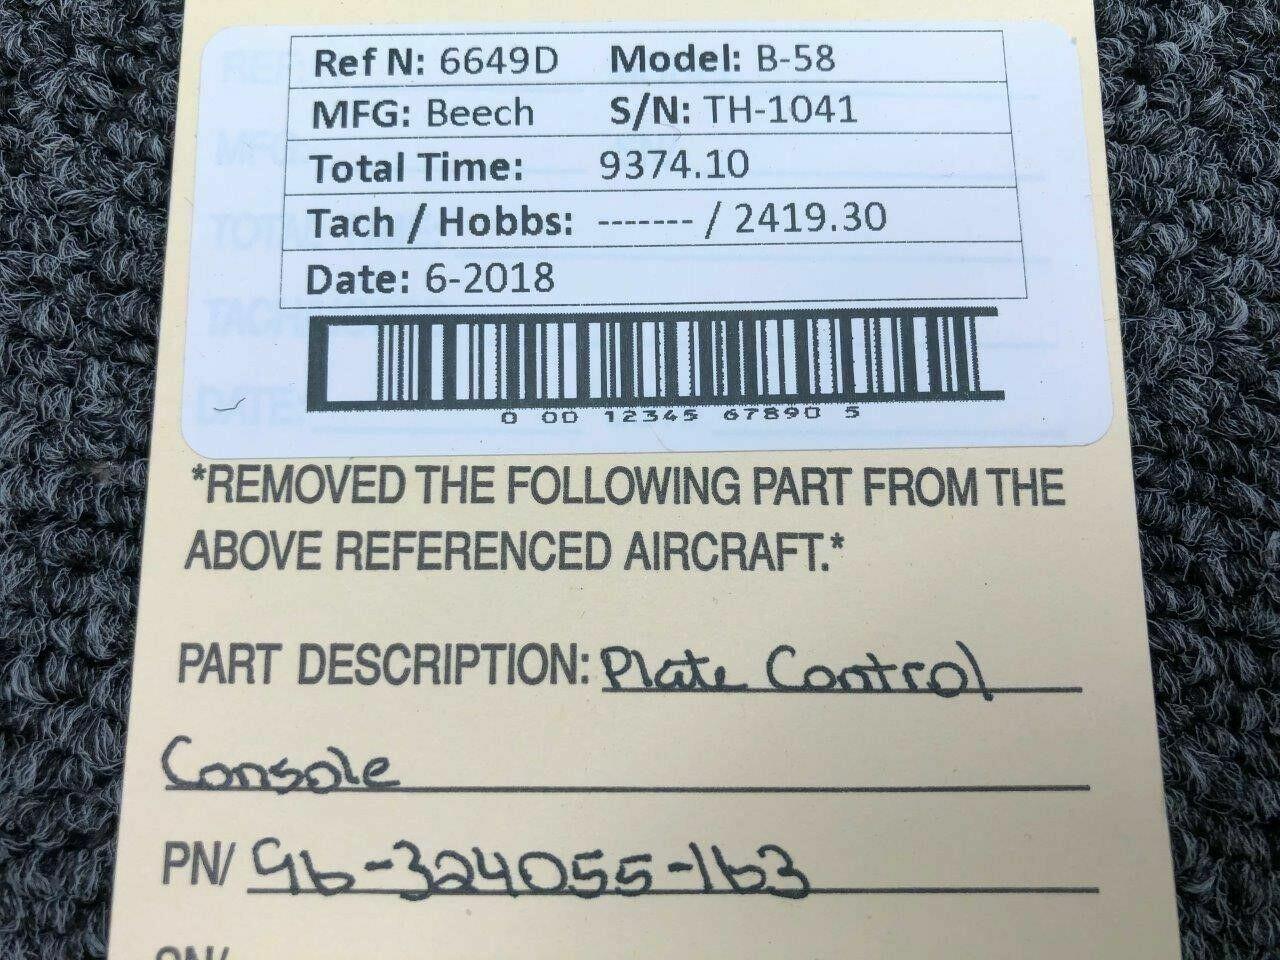 Ref N: 6649D Model: B-58
MFG: Beech S/N: TH-1041
Total Time: 9374.10
Tach / Hobbs: ------- / 2419.30
Date: 6-2018
0 00 12345 67890 5
*REMOVED THE FOLLOWING PART FROM THE
ABOVE REFERENCED AIRCRAFT.*
PART DESCRIPTION: Plate Control
Console
PN/ 96-324055-163